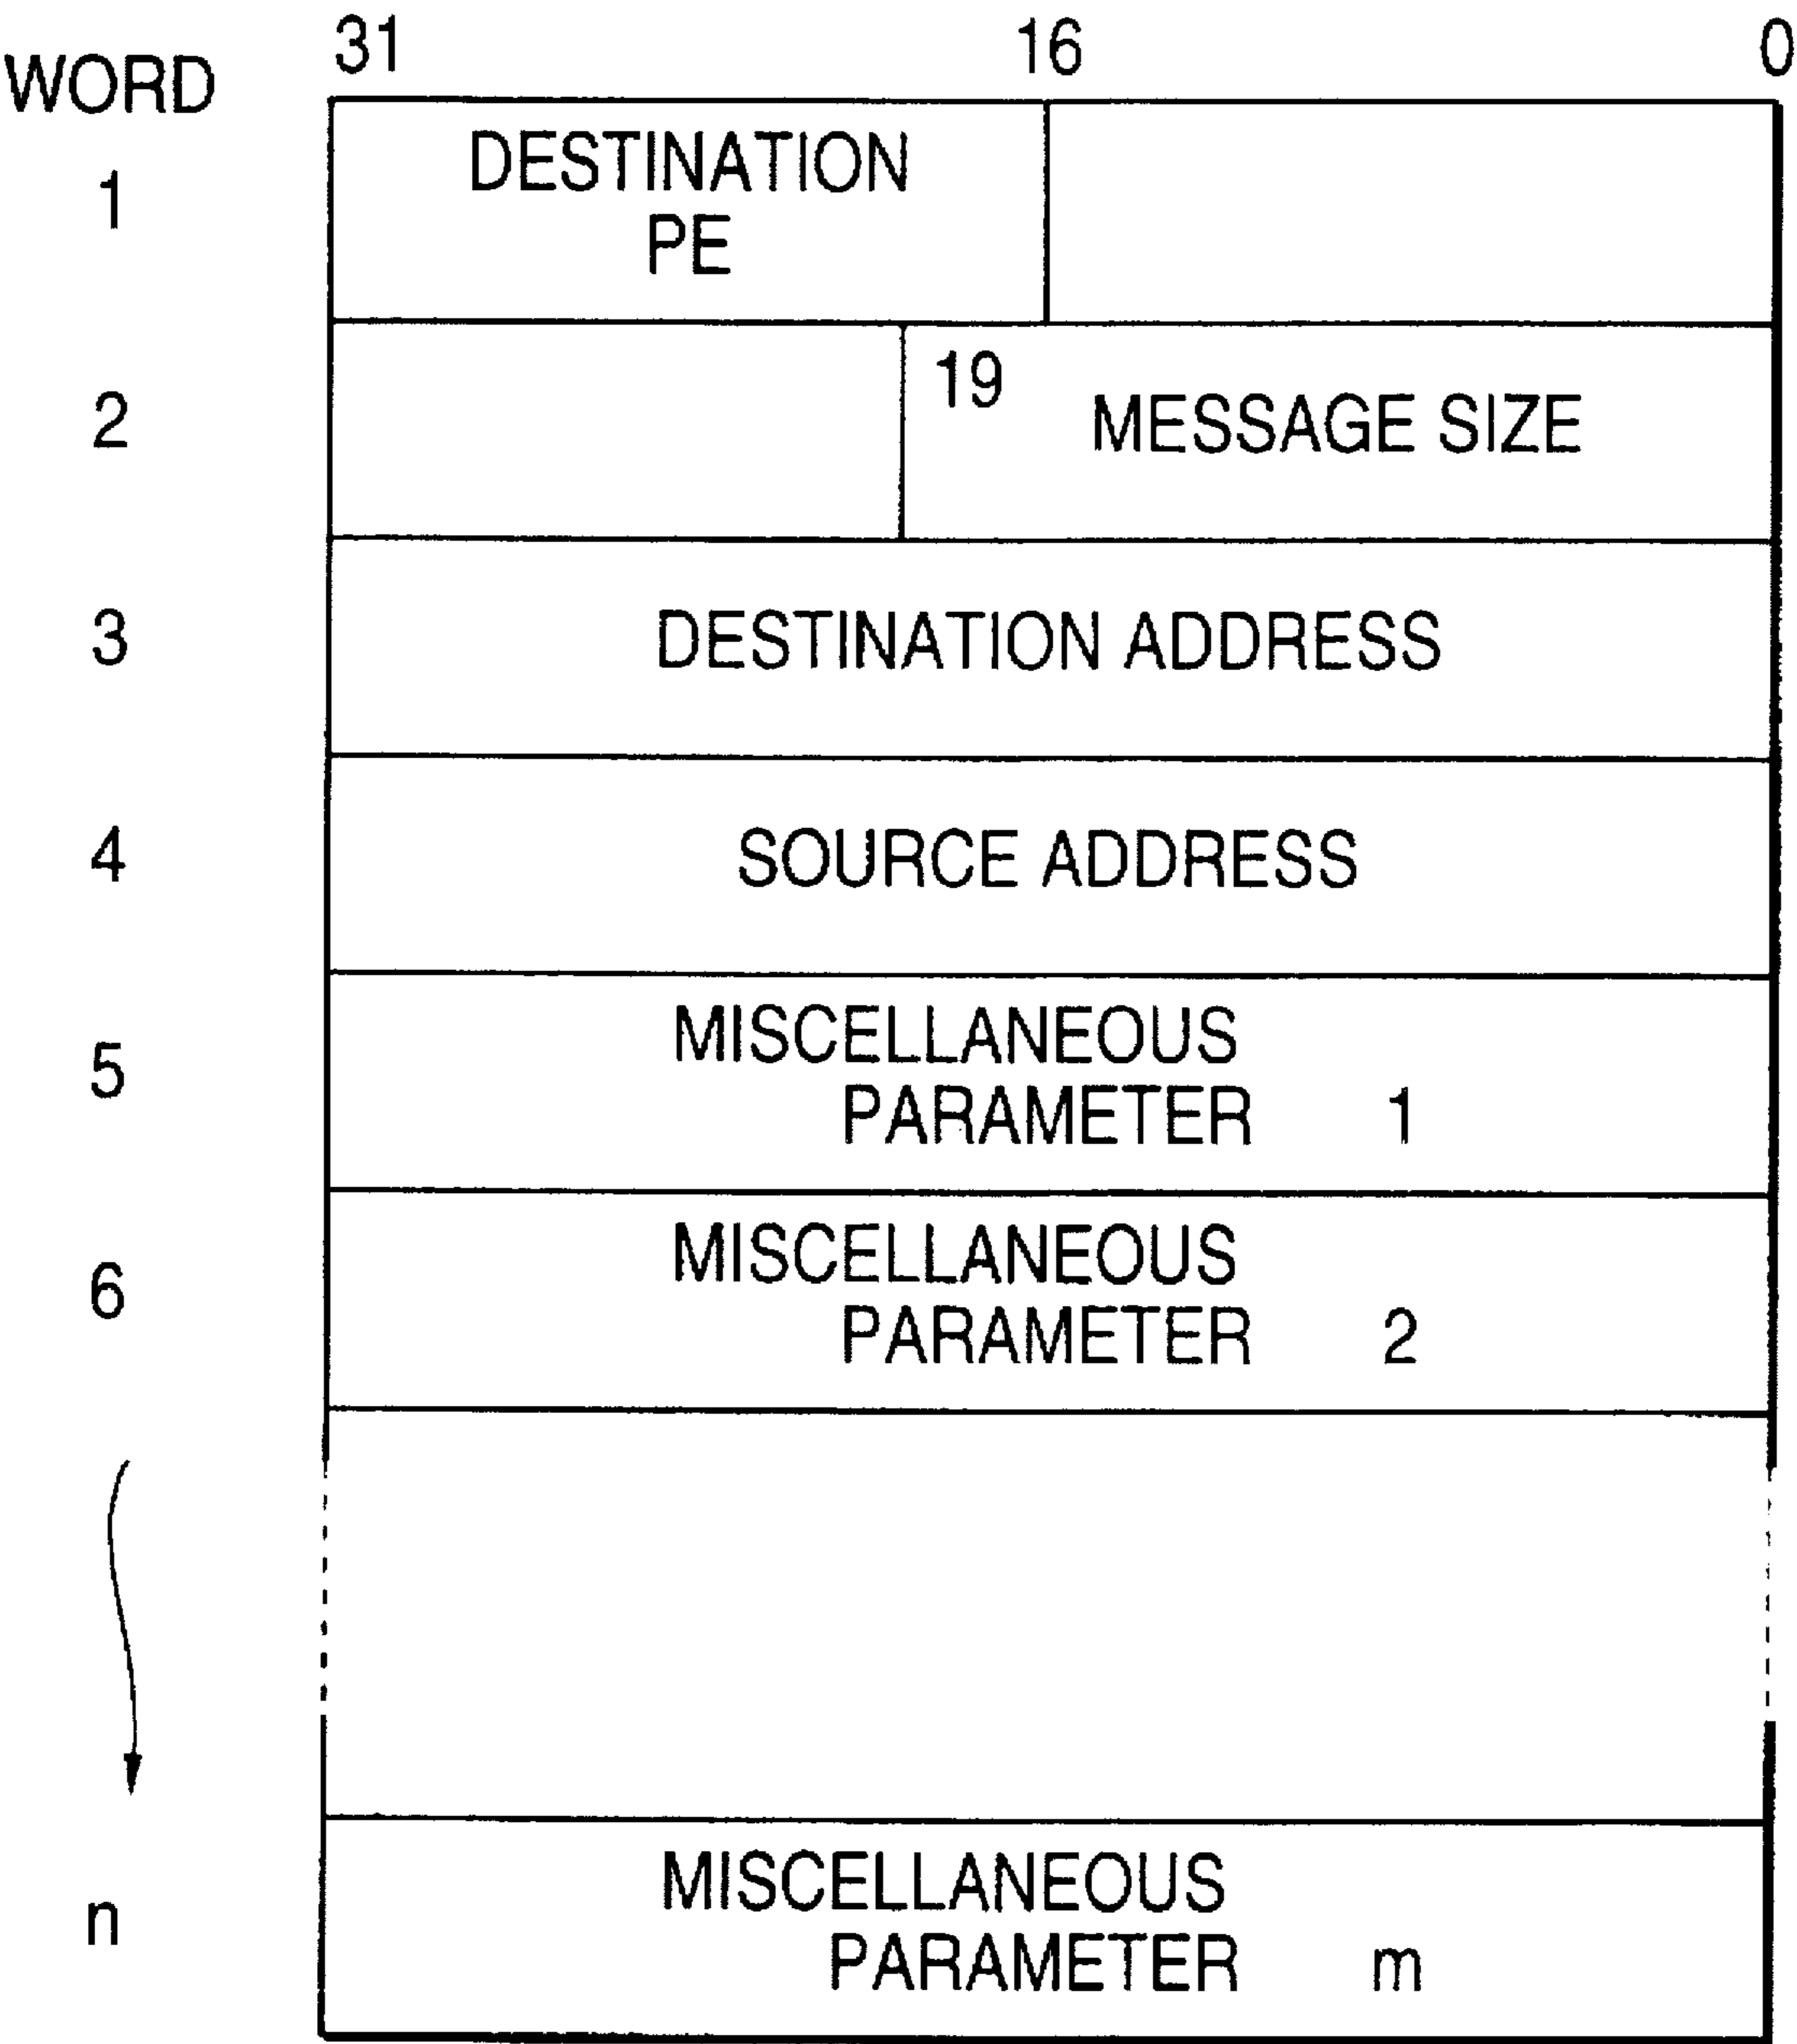 31 16 0
WORD
1
DESTINATION
PE
2
19
MESSAGE SIZE
3
DESTINATION ADDRESS
4
SOURCE ADDRESS
5
MISCELLANEOUS
PARAMETER 1
6
MISCELLANEOUS
PARAMETER 2
n
MISCELLANEOUS
PARAMETER m